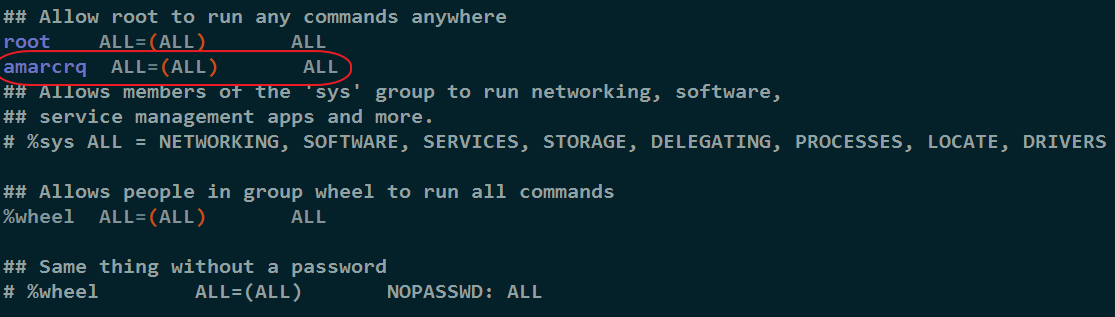 ## Allow root to run any commands anywhere
root    ALL=(ALL)       ALL
amarcrq  ALL=(ALL)       ALL
## Allows members of the 'sys' group to run networking, software,
## service management apps and more.
# %sys ALL = NETWORKING, SOFTWARE, SERVICES, STORAGE, DELEGATING, PROCESSES, LOCATE, DRIVERS
## Allows people in group wheel to run all commands
%wheel  ALL=(ALL)       ALL
## Same thing without a password
# %wheel        ALL=(ALL)       NOPASSWD: ALL